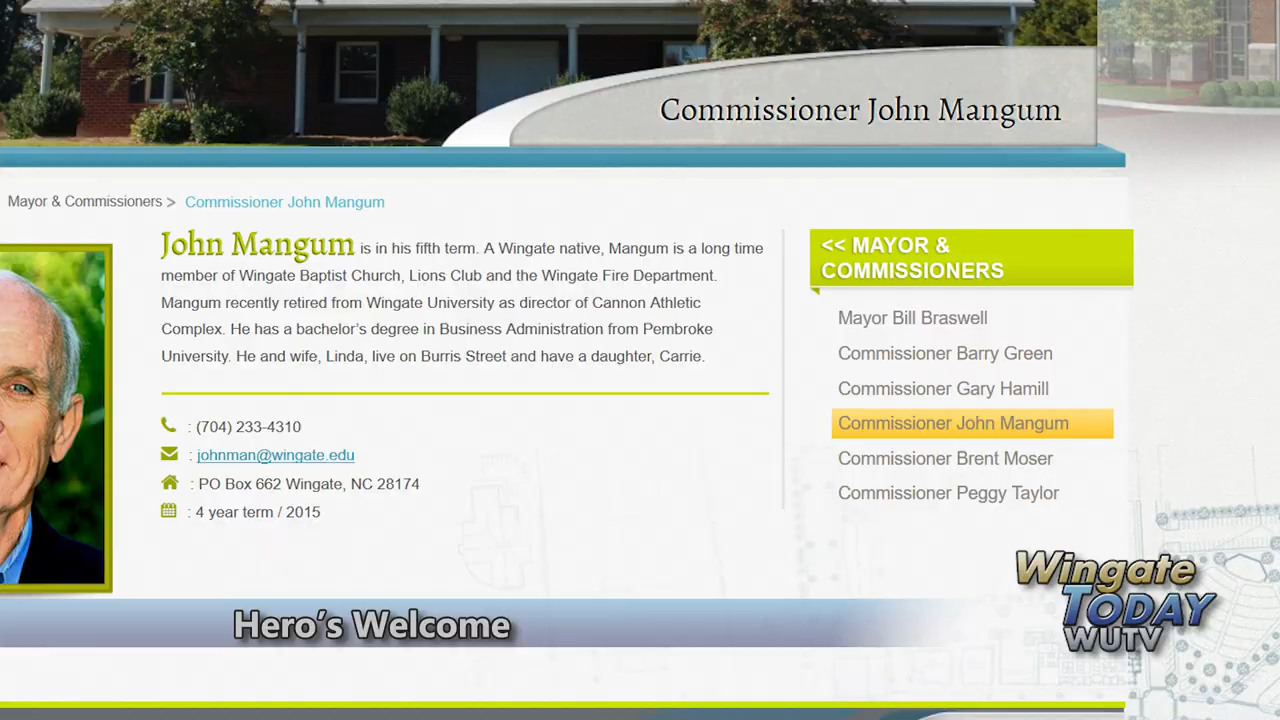 Commissioner John Mangum
Mayor & Commissioners > Commissioner John Mangum
John Mangum is in his fifth term. A Wingate native, Mangum is a long time
member of Wingate Baptist Church, Lions Club and the Wingate Fire Department.
Mangum recently retired from Wingate University as director of Cannon Athletic
Complex. He has a bachelor’s degree in Business Administration from Pembroke
University. He and wife, Linda, live on Burris Street and have a daughter, Carrie.
: (704) 233-4310
: johnman@wingate.edu
: PO Box 662 Wingate, NC 28174
: 4 year term / 2015
<< MAYOR &
COMMISSIONERS
Mayor Bill Braswell
Commissioner Barry Green
Commissioner Gary Hamill
Commissioner John Mangum
Commissioner Brent Moser
Commissioner Peggy Taylor
Hero’s Welcome
Wingate
TODAY
WUTV